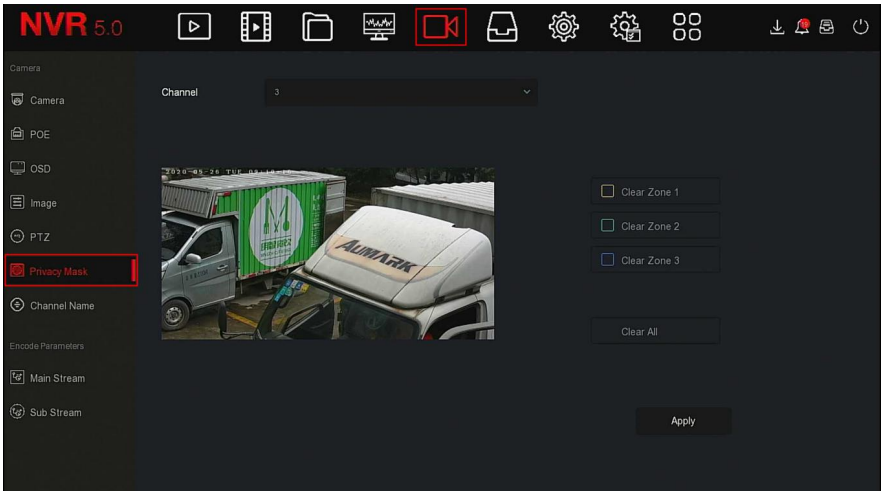 NVR 5.0
Camera
Camera
POE
OSD
Image
PTZ
Privacy Mask
Channel Name
Encode Parameters
Main Stream
Sub Stream
Channel
3
AUMARK
Clear Zone 1
Clear Zone 2
Clear Zone 3
Clear All
Apply